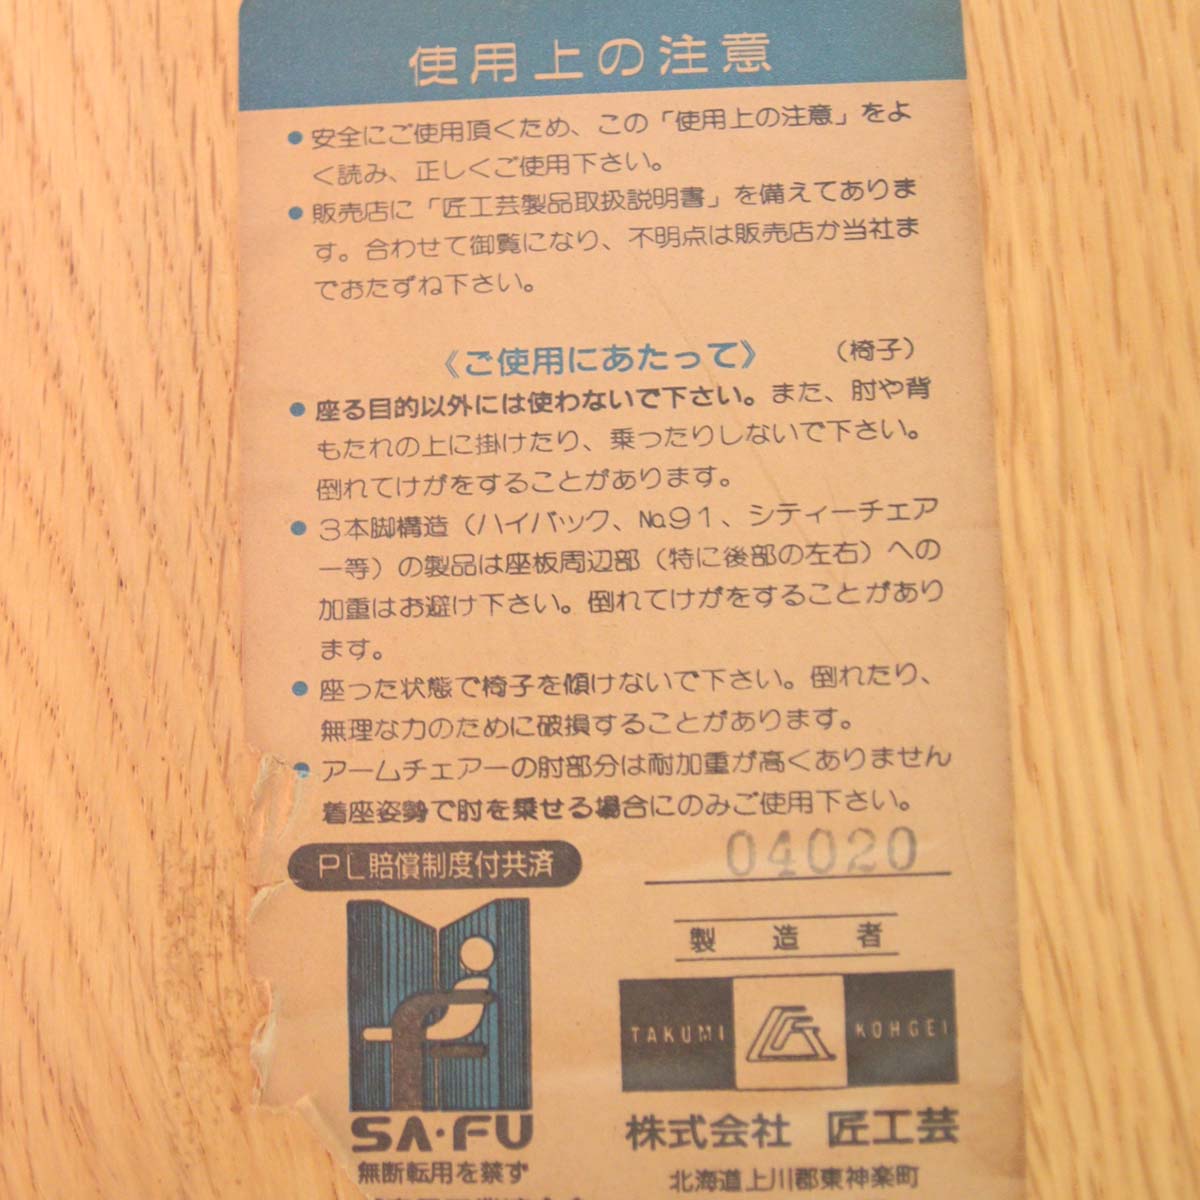 使用上の注意
●安全にご使用頂くため、この「使用上の注意」をよ
く読み、正しくご使用下さい。
●販売店に「匠工芸製品取扱説明書」を備えてありま
す。合わせて御覧になり、不明点は販売店か当社ま
でおたずね下さい。
《ご使用にあたって》 （椅子）
●座る目的以外には使わないで下さい。また、肘や背
もたれの上に掛けたり、乗ったりしないで下さい。
倒れてけがをすることがあります。
●3本脚構造（ハイバック、№91、シティーチェア
ー等）の製品は座板周辺部（特に後部の左右）への
加重はお避け下さい。倒れてけがをすることがあり
ます。
●座った状態で椅子を傾けないで下さい。倒れたり、
無理な力のために破損することがあります。
●アームチェアーの肘部分は耐加重が高くありません
着座姿勢で肘を乗せる場合にのみご使用下さい。
PL賠償制度付共済
04020
製造者
TAKUMI KOHGEI
SA・FU
株式会社 匠工芸
無断転用を禁ず
北海道上川郡東神楽町